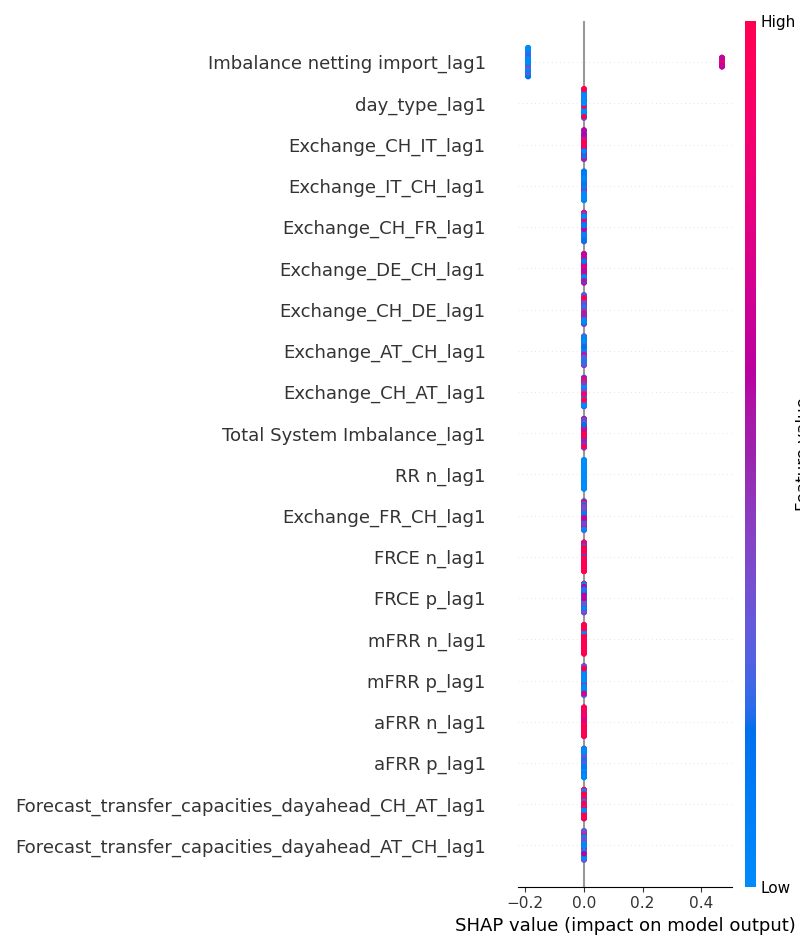 High
Imbalance netting import_lag1
day_type_lag1
Exchange_CH_IT_lag1
Exchange_IT_CH_lag1
Exchange_CH_FR_lag1
Exchange_DE_CH_lag1
Exchange_CH_DE_lag1
Exchange_AT_CH_lag1
Exchange_CH_AT_lag1
Total System Imbalance_lag1
RR n_lag1
Exchange_FR_CH_lag1
FRCE n_lag1
FRCE p_lag1
mFRR n_lag1
mFRR p_lag1
aFRR n_lag1
aFRR p_lag1
Forecast_transfer_capacities_dayahead_CH_AT_lag1
Forecast_transfer_capacities_dayahead_AT_CH_lag1
Low
−0.2 0.0 0.2 0.4
SHAP value (impact on model output)